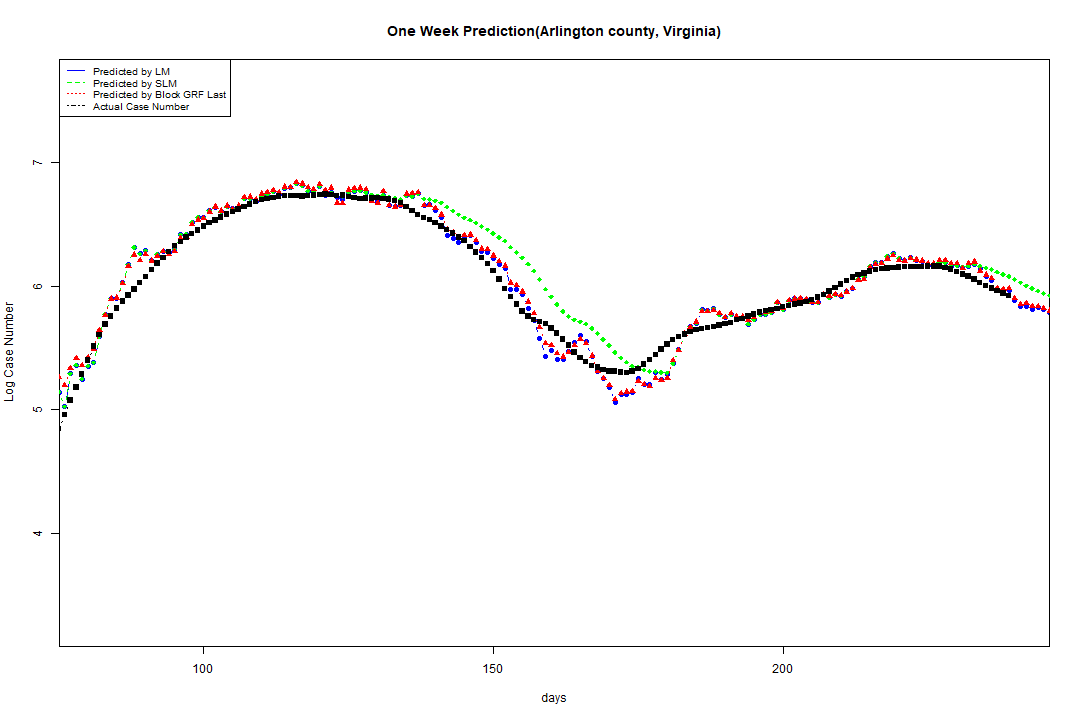 One Week Prediction(Arlington county, Virginia)
Predicted by LM
Predicted by SLM
Predicted by Block GRF Last
Actual Case Number
Log Case Number
7
6
5
4
100
150
200
days